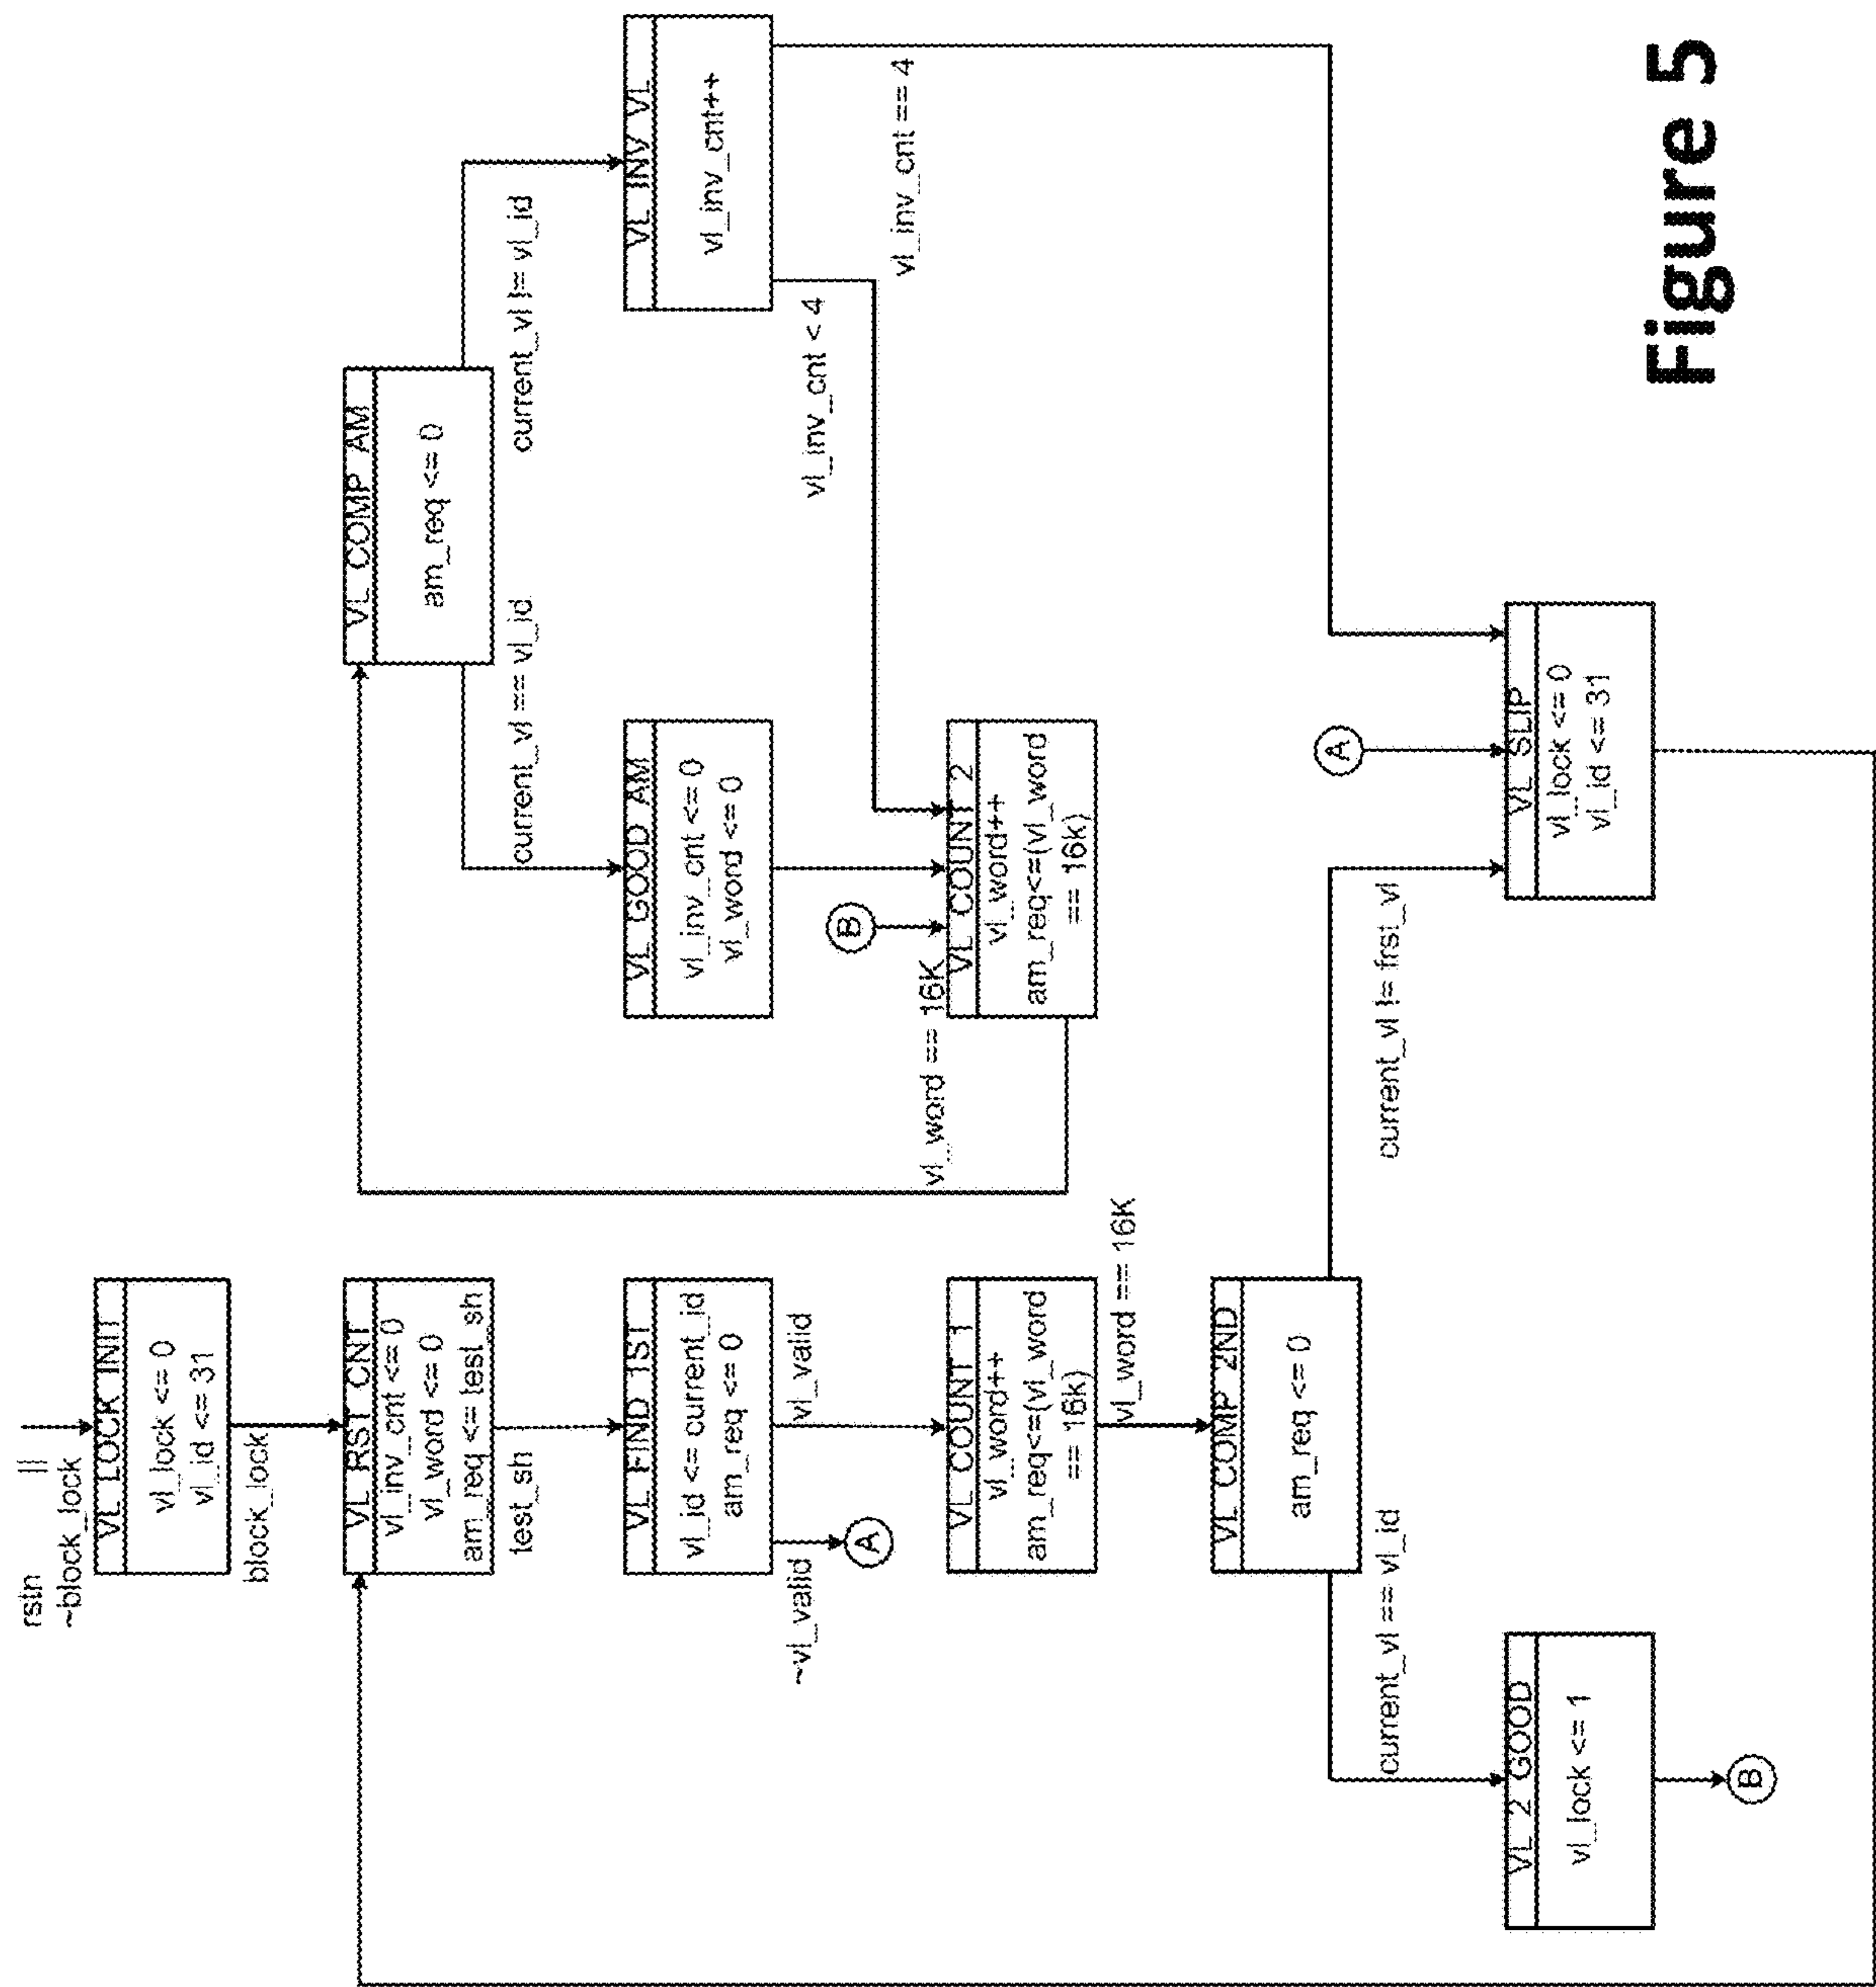 rstn ||
~block_lock
VL_LOCK_INIT
vl_lock <= 0
vl_id <= 31
block_lock
VL_RST_CNT
vl_inv_cnt <= 0
vl_word <= 0
am_req <= test_sh
test_sh
VL_FIND_1ST
vl_id <= current_id
am_req <= 0
~vl_valid
vl_valid
A
VL_COUNT_1
vl_word++
am_req<=(vl_word
== 16k)
vl_word == 16K
VL_COMP_2ND
am_req <= 0
current_vl == vl_id
current_vl != frst_vl
VL_2_GOOD
vl_lock <= 1
B
VL_COMP_AM
am_req <= 0
current_vl == vl_id
current_vl != vl_id
VL_GOOD_AM
vl_inv_cnt <= 0
vl_word <= 0
VL_INV_VL
vl_inv_cnt++
vl_inv_cnt < 4
vl_inv_cnt == 4
B
vl_word == 16K
VL_COUNT_2
vl_word++
am_req<=(vl_word
== 16k)
A
VL_SLIP
vl_lock <= 0
vl_id <= 31
Figure 5